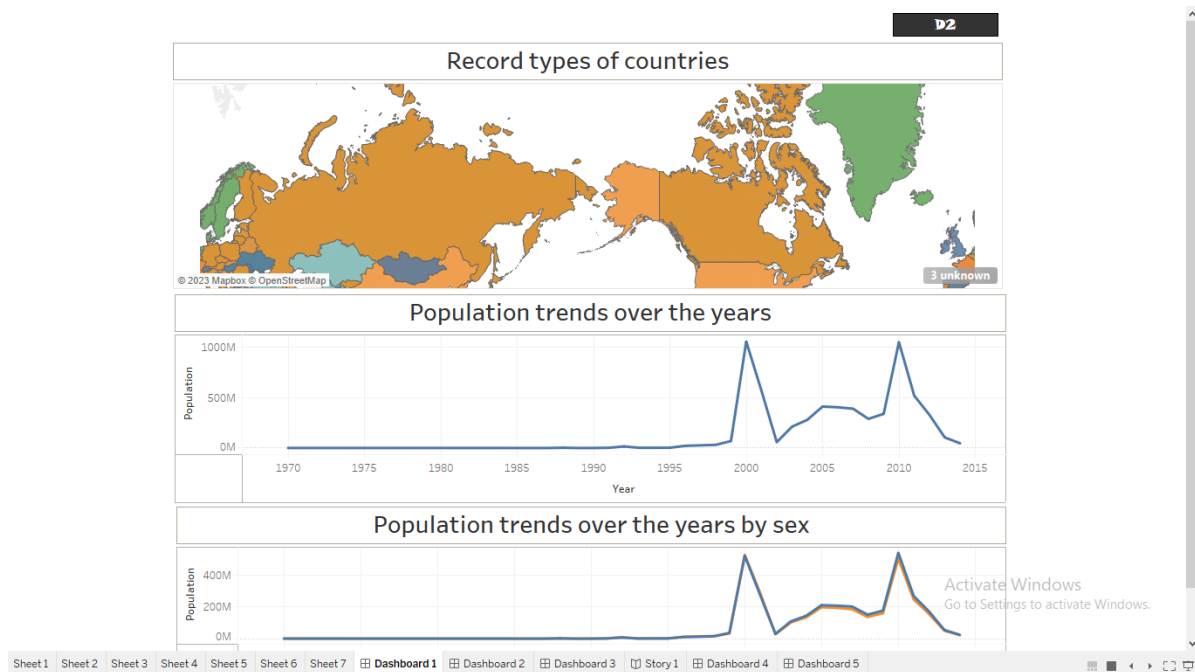 D2
Record types of countries
© 2023 Mapbox © OpenStreetMap
3 unknown
Population trends over the years
1000M
500M
0M
Population
1970 1975 1980 1985 1990 1995 2000 2005 2010 2015
Year
Population trends over the years by sex
400M
200M
0M
Population
Activate Windows
Go to Settings to activate Windows.
Sheet 1 Sheet 2 Sheet 3 Sheet 4 Sheet 5 Sheet 6 Sheet 7 Dashboard 1 Dashboard 2 Dashboard 3 Story 1 Dashboard 4 Dashboard 5